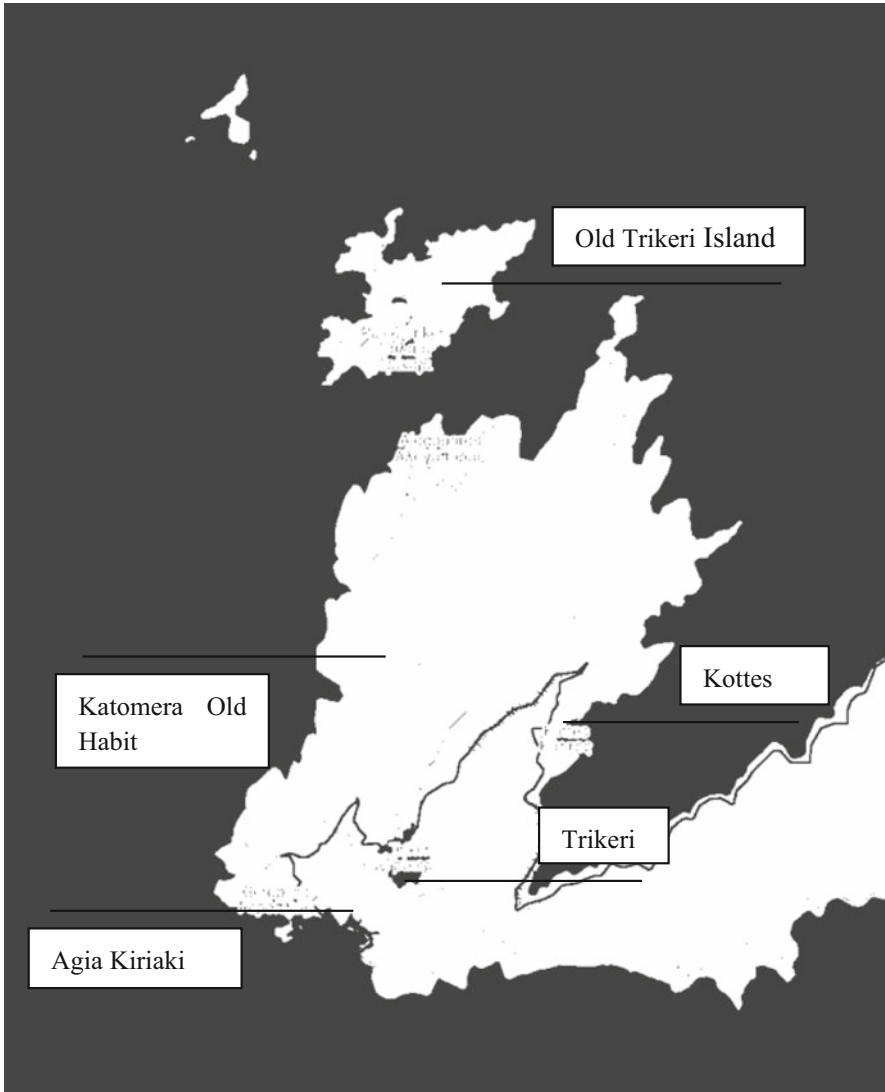 Old Trikeri Island
Kottes
Katomera Old
Habit
Trikeri
Agia Kiriaki